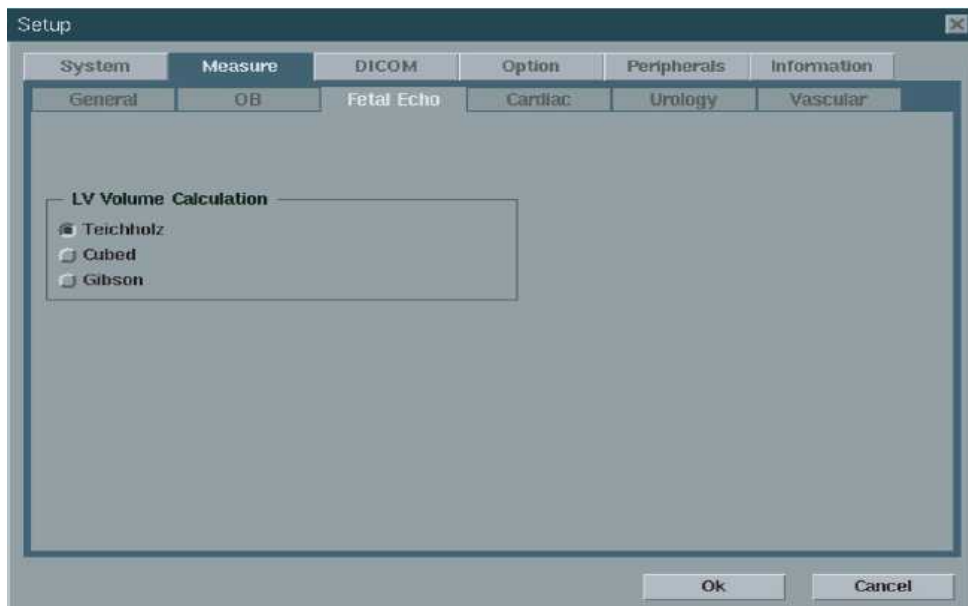 Setup
System Measure DICOM Option Peripherals Information
General OB Fetal Echo Cardiac Urology Vascular
LV Volume Calculation
Teichholz
Cubed
Gibson
Ok Cancel